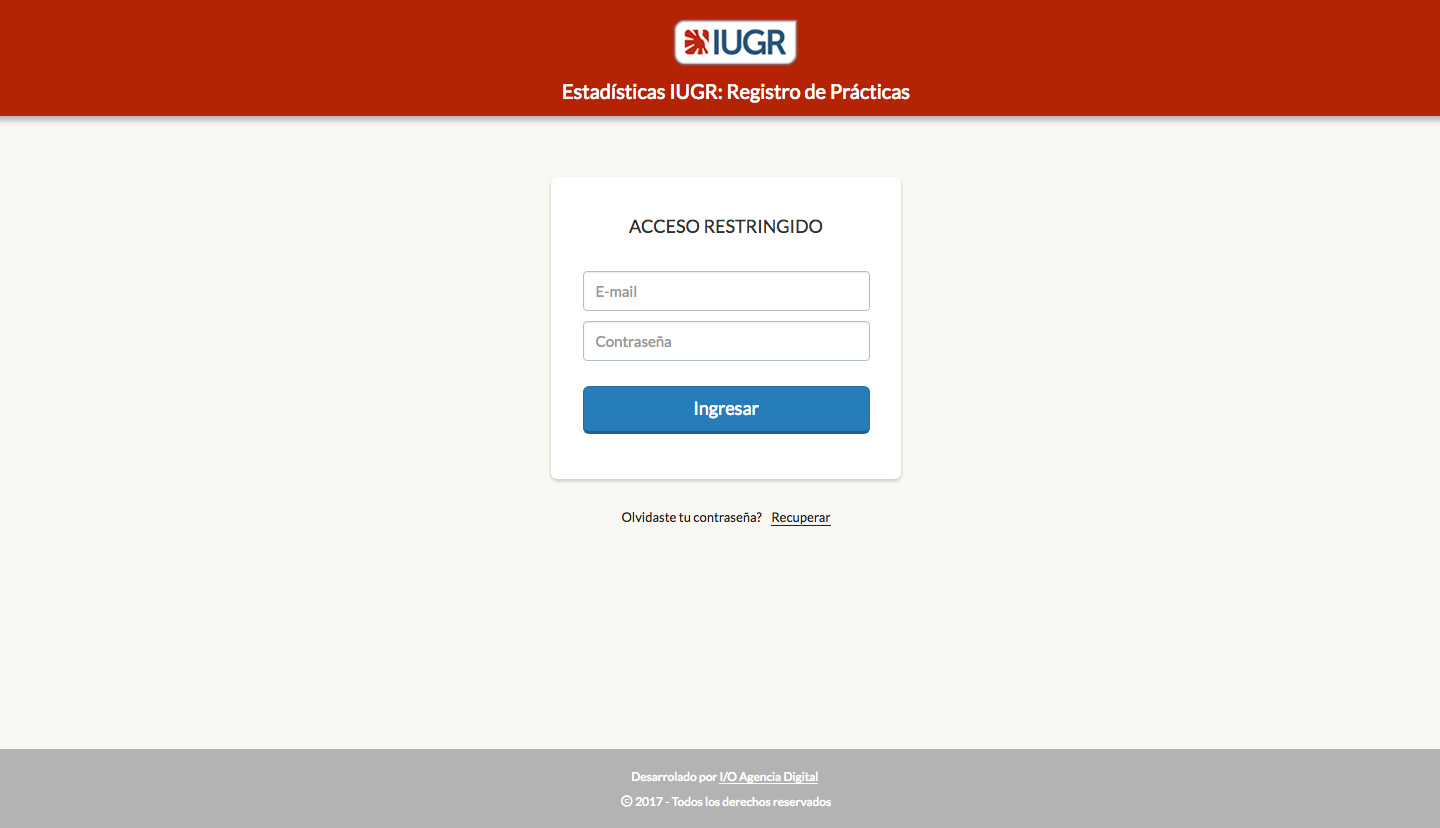 IUGR
Estadísticas IUGR: Registro de Prácticas
ACCESO RESTRINGIDO
E-mail
Contraseña
Ingresar
Olvidaste tu contraseña? Recuperar
Desarrolado por I/O Agencia Digital
© 2017 - Todos los derechos reservados